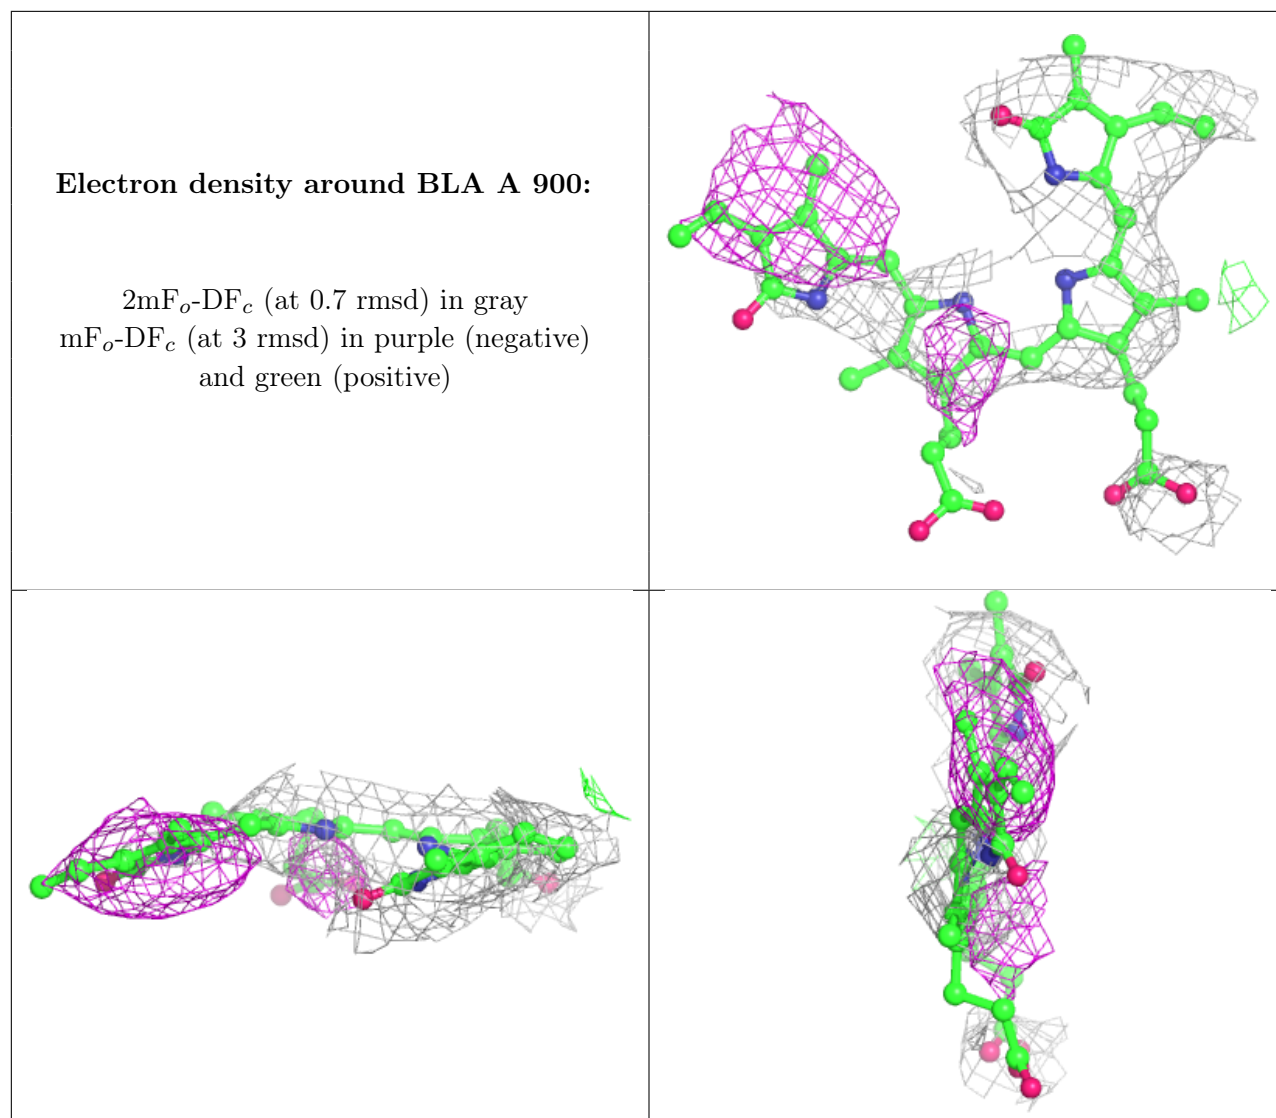 Electron density around BLA A 900:
2mFₒ-DF𝒸 (at 0.7 rmsd) in gray
mFₒ-DF𝒸 (at 3 rmsd) in purple (negative)
and green (positive)